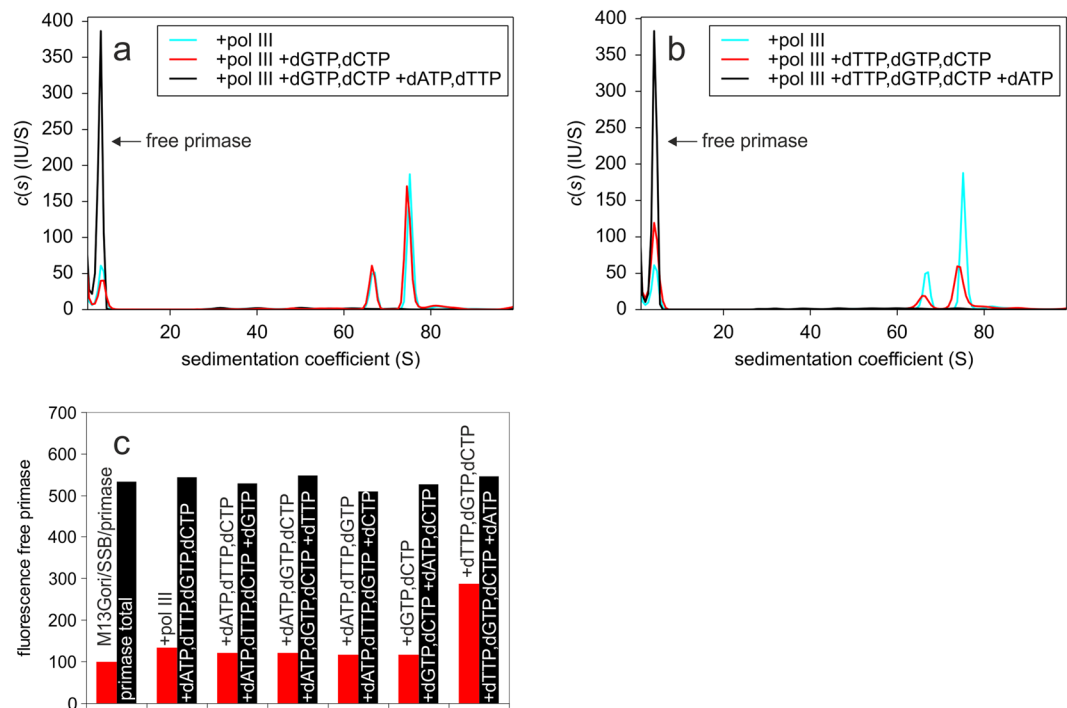 a
+pol III
+pol III +dGTP,dCTP
+pol III +dGTP,dCTP +dATP,dTTP
free primase
400
350
300
250
200
150
100
50
0
c(s) (IU/S)
20
40
60
80
sedimentation coefficient (S)
b
+pol III
+pol III +dTTP,dGTP,dCTP
+pol III +dTTP,dGTP,dCTP +dATP
free primase
400
350
300
250
200
150
100
50
0
c(s) (IU/S)
20
40
60
80
sedimentation coefficient (S)
c
700
600
500
400
300
200
100
0
fluorescence free primase
M13Gori/SSB/primase
primase total
+pol III
+dATP,dTTP,dGTP,dCTP
+dATP,dTTP,dCTP
+dATP,dTTP,dCTP +dGTP
+dATP,dGTP,dCTP
+dATP,dGTP,dCTP +dTTP
+dATP,dTTP,dGTP
+dATP,dTTP,dGTP +dCTP
+dGTP,dCTP
+dGTP,dCTP +dATP,dCTP
+dTTP,dGTP,dCTP
+dTTP,dGTP,dCTP +dATP